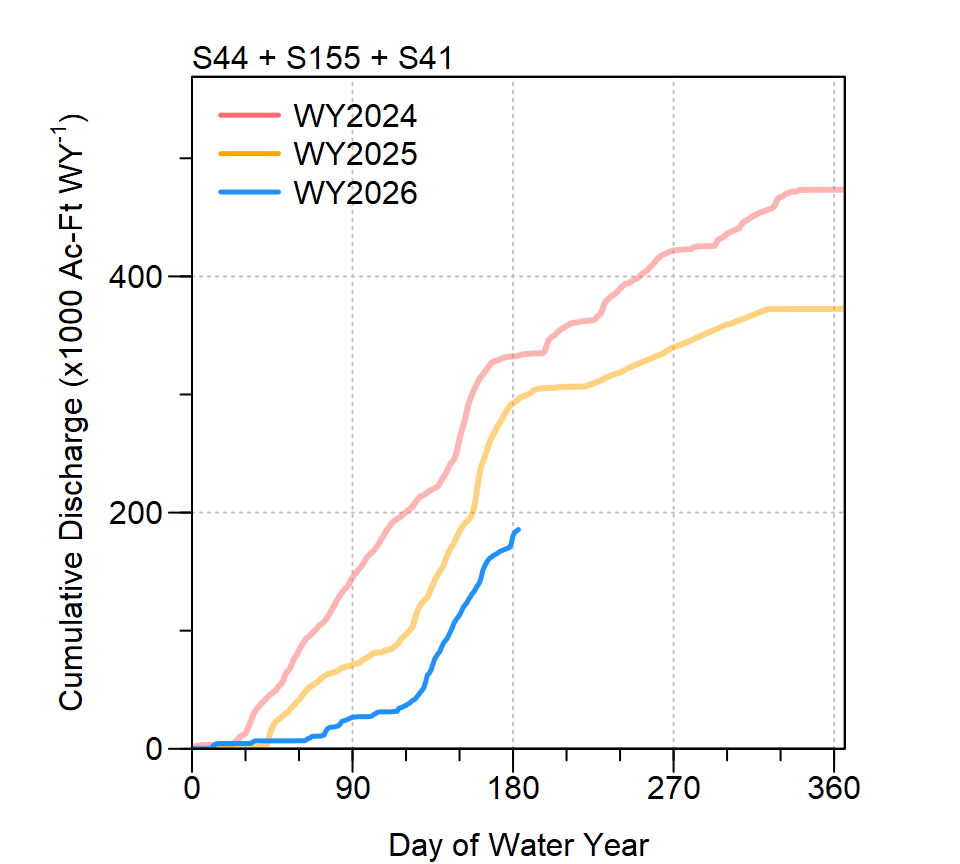 S44 + S155 + S41
WY2024
WY2025
WY2026
Cumulative Discharge (x1000 Ac-Ft WY⁻¹)
400
200
0
0 90 180 270 360
Day of Water Year